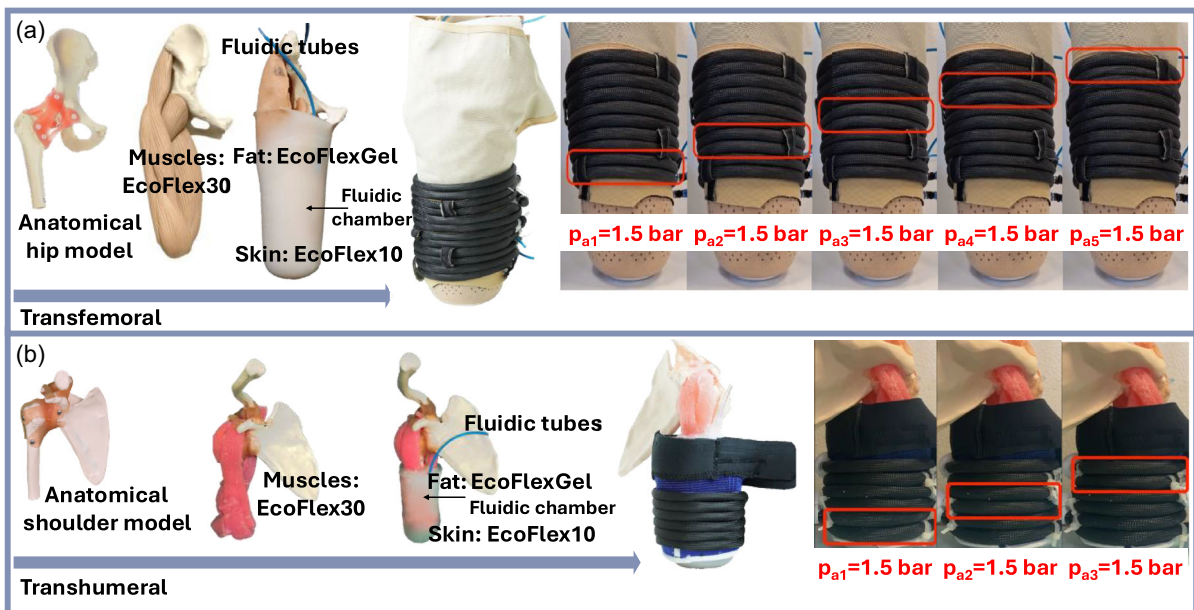 (a)
Fluidic tubes
Muscles:
EcoFlex30
Fat: EcoFlexGel
Fluidic
chamber
Skin: EcoFlex10
Anatomical
hip model
pa1=1.5 bar
pa2=1.5 bar
pa3=1.5 bar
pa4=1.5 bar
pa5=1.5 bar
Transfemoral
(b)
Fluidic tubes
Muscles:
EcoFlex30
Fat: EcoFlexGel
Fluidic chamber
Skin: EcoFlex10
Anatomical
shoulder model
pa1=1.5 bar
pa2=1.5 bar
pa3=1.5 bar
Transhumeral